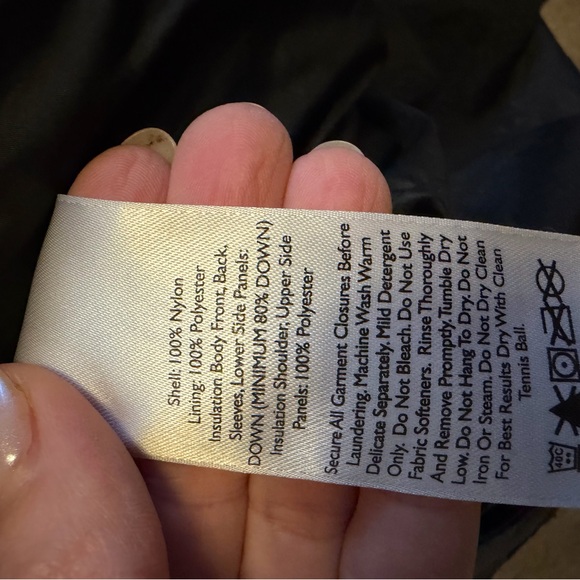 Shell: 100% Nylon
Lining: 100% Polyester
Insulation Body Front, Back,
Sleeves, Lower Side Panels:
DOWN (MINIMUM 80% DOWN)
Insulation Shoulder, Upper Side
Panels: 100% Polyester
Secure All Garment Closures Before
Laundering. Machine Wash Warm
Delicate Separately. Mild Detergent
Only. Do Not Bleach. Do Not Use
Fabric Softeners. Rinse Thoroughly
And Remove Promptly. Tumble Dry
Low. Do Not Hang To Dry. Do Not
Iron Or Steam. Do Not Dry Clean
For Best Results Dry With Clean
Tennis Ball.
40C